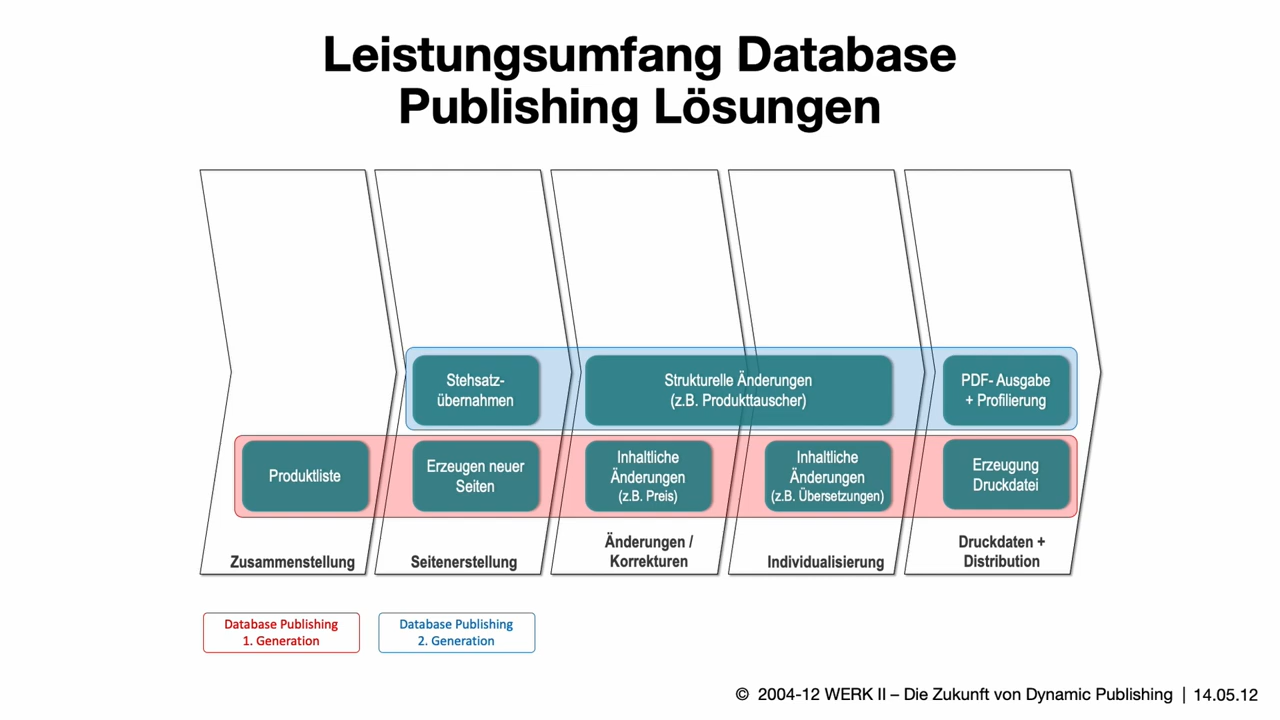 Leistungsumfang Database
Publishing Lösungen
Stehsatz-
übernahmen
Strukturelle Änderungen
(z.B. Produkttauscher)
PDF- Ausgabe
+ Profilierung
Produktliste
Erzeugen neuer
Seiten
Inhaltliche
Änderungen
(z.B. Preis)
Inhaltliche
Änderungen
(z.B. Übersetzungen)
Erzeugung
Druckdatei
Zusammenstellung
Seitenerstellung
Änderungen /
Korrekturen
Individualisierung
Druckdaten +
Distribution
Database Publishing
1. Generation
Database Publishing
2. Generation
© 2004-12 WERK II – Die Zukunft von Dynamic Publishing | 14.05.12